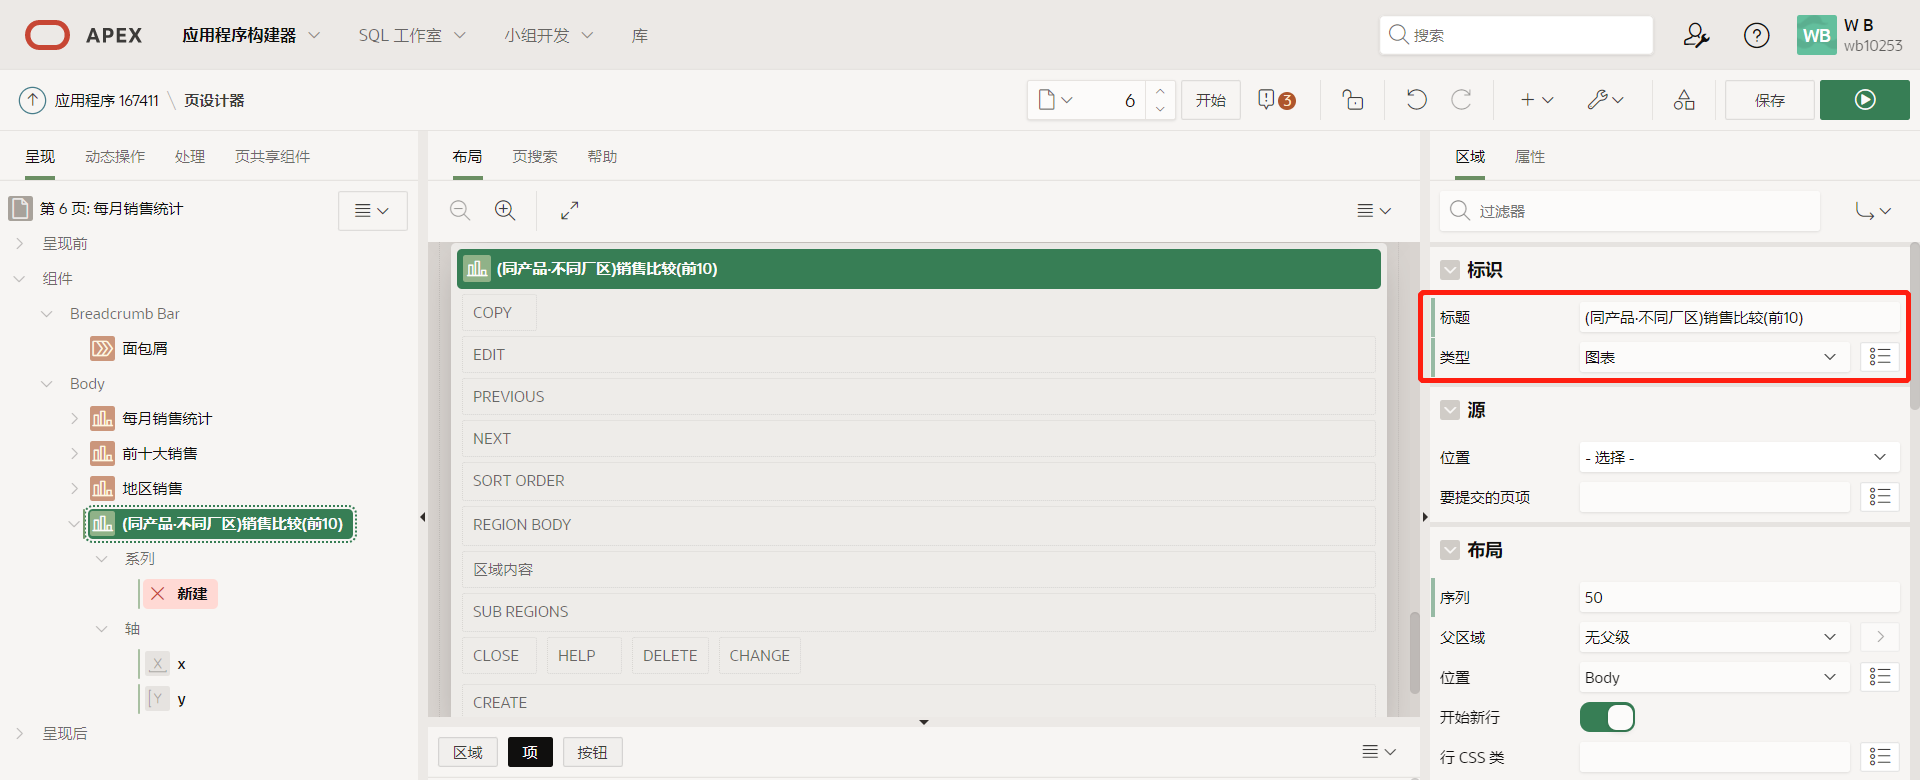 APEX 应用程序构建器 SQL 工作室 小组开发 库 搜索 WB W B
wb10253
应用程序 167411 \ 页设计器 6 开始 3 保存
呈现 动态操作 处理 页共享组件
第 6 页: 每月销售统计
呈现前
组件
Breadcrumb Bar
面包屑
Body
每月销售统计
前十大销售
地区销售
(同产品·不同厂区)销售比较(前10)
系列
新建
轴
X x
Y y
呈现后
布局 页搜索 帮助
(同产品·不同厂区)销售比较(前10)
COPY
EDIT
PREVIOUS
NEXT
SORT ORDER
REGION BODY
区域内容
SUB REGIONS
CLOSE HELP DELETE CHANGE
CREATE
区域 项 按钮
区域 属性
过滤器
标识
标题 (同产品·不同厂区)销售比较(前10)
类型 图表
源
位置 - 选择 -
要提交的页项
布局
序列 50
父区域 无父级
位置 Body
开始新行
行 CSS 类